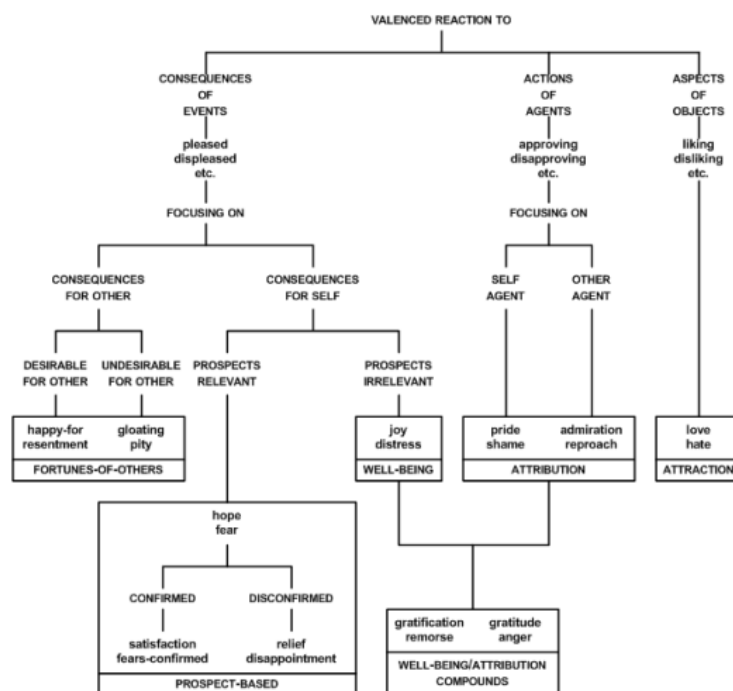 VALENCED REACTION TO
CONSEQUENCES
OF
EVENTS
ACTIONS
OF
AGENTS
ASPECTS
OF
OBJECTS
pleased
displeased
etc.
approving
disapproving
etc.
liking
disliking
etc.
FOCUSING ON
FOCUSING ON
CONSEQUENCES
FOR OTHER
CONSEQUENCES
FOR SELF
SELF
AGENT
OTHER
AGENT
DESIRABLE
FOR OTHER
UNDESIRABLE
FOR OTHER
PROSPECTS
RELEVANT
PROSPECTS
IRRELEVANT
happy-for
resentment
gloating
pity
FORTUNES-OF-OTHERS
joy
distress
WELL-BEING
pride
shame
admiration
reproach
ATTRIBUTION
love
hate
ATTRACTION
hope
fear
CONFIRMED
DISCONFIRMED
satisfaction
fears-confirmed
relief
disappointment
PROSPECT-BASED
gratification
remorse
gratitude
anger
WELL-BEING/ATTRIBUTION
COMPOUNDS